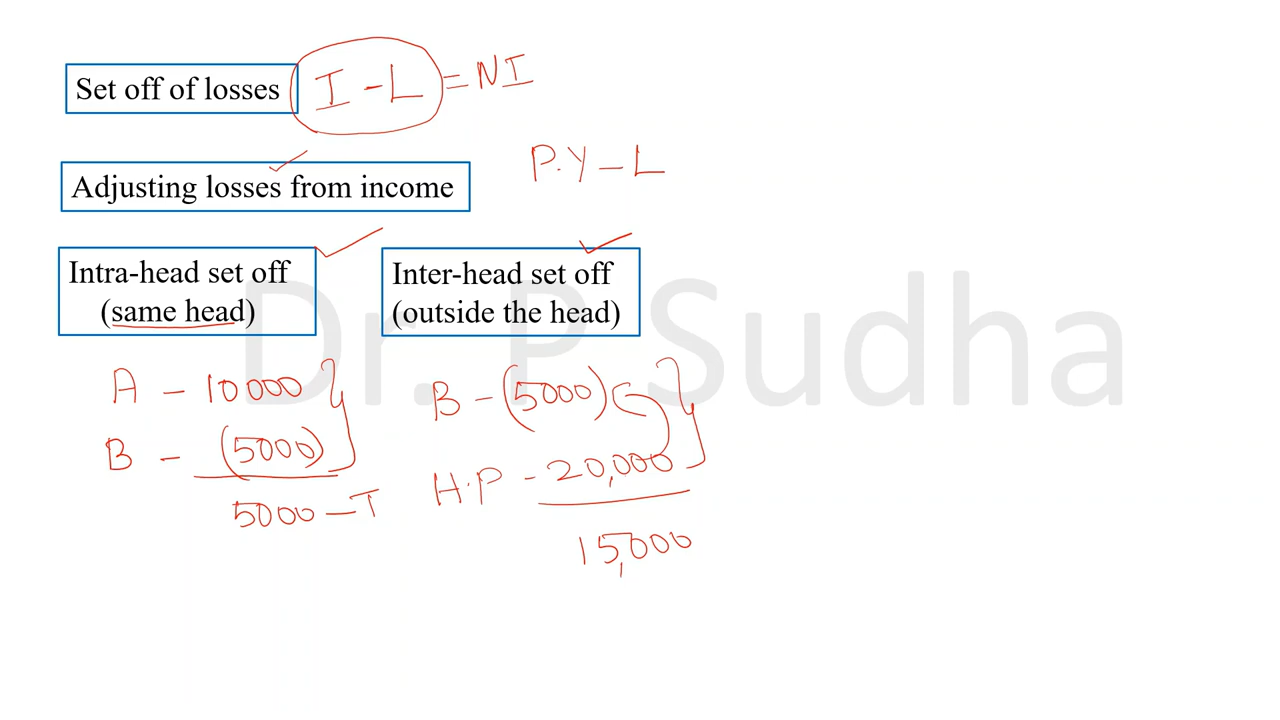 Set off of losses I - L = NI
P.Y - L
Adjusting losses from income
Intra-head set off
(same head)
Inter-head set off
(outside the head)
Dr. P Sudha
A - 10000
B - (5000)
5000 - T
B - (5000)
H.P - 20,000
15,000